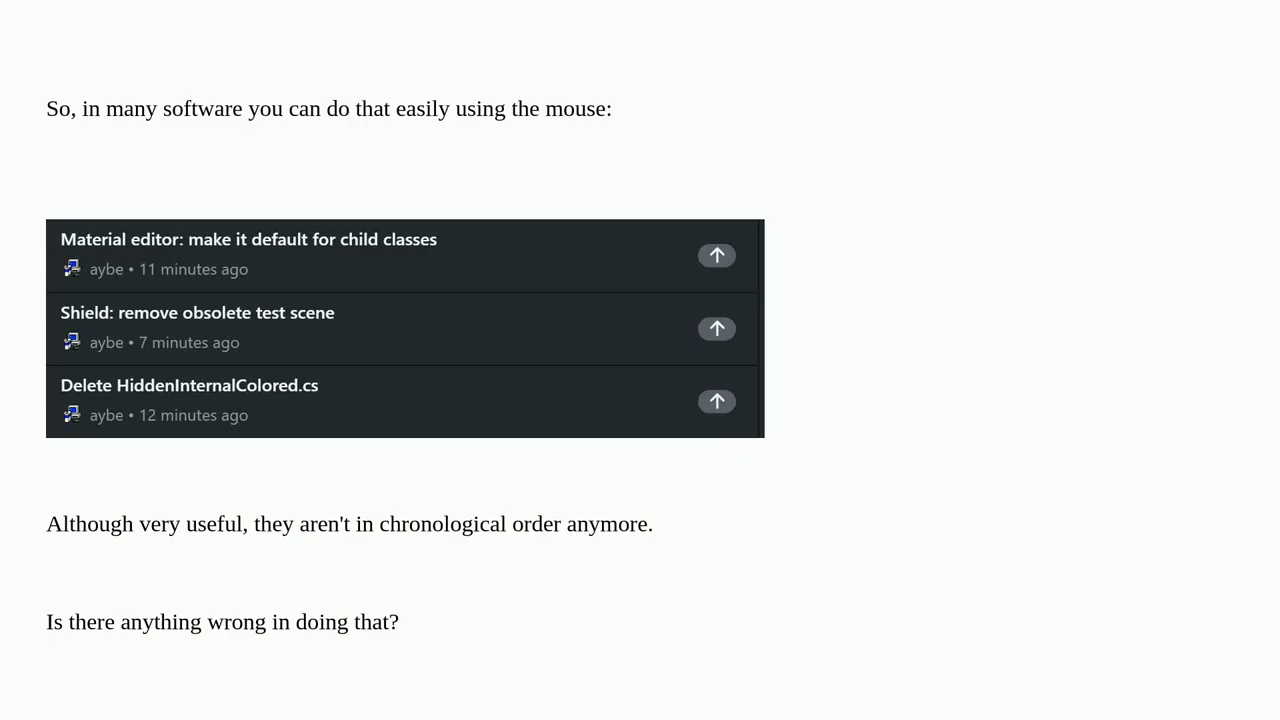 So, in many software you can do that easily using the mouse:
Material editor: make it default for child classes
aybe • 11 minutes ago
Shield: remove obsolete test scene
aybe • 7 minutes ago
Delete HiddenInternalColored.cs
aybe • 12 minutes ago
Although very useful, they aren't in chronological order anymore.
Is there anything wrong in doing that?